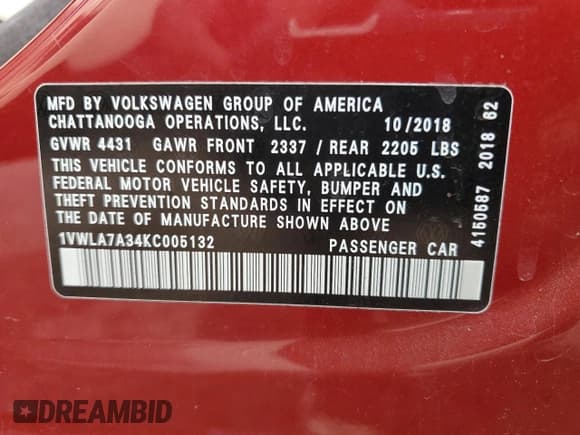 MFD BY VOLKSWAGEN GROUP OF AMERICA
CHATTANOOGA OPERATIONS, LLC. 10/2018
GVWR 4431 GAWR FRONT 2337 / REAR 2205 LBS
THIS VEHICLE CONFORMS TO ALL APPLICABLE U.S.
FEDERAL MOTOR VEHICLE SAFETY, BUMPER AND
THEFT PREVENTION STANDARDS IN EFFECT ON
THE DATE OF MANUFACTURE SHOWN ABOVE
1VWLA7A34KC005132 PASSENGER CAR
4150587 2018 62
DREAMBID